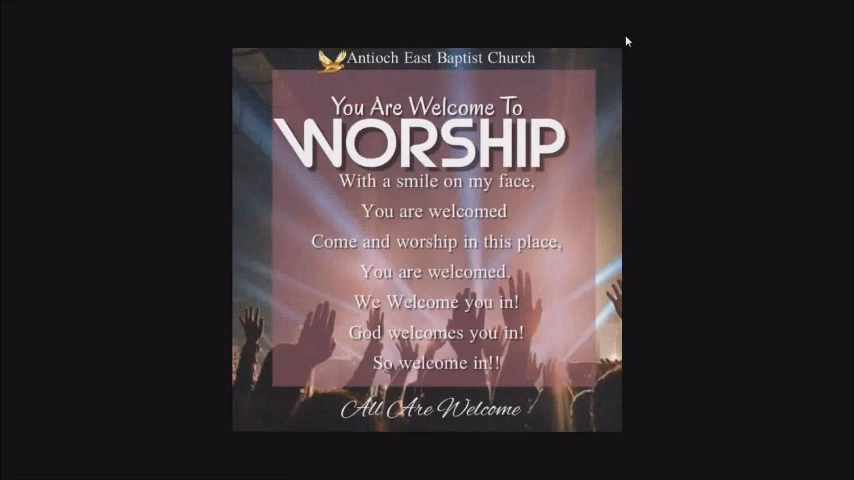 Antioch East Baptist Church
You Are Welcome To
WORSHIP
With a smile on my face,
You are welcomed
Come and worship in this place,
You are welcomed.
We Welcome you in!
God welcomes you in!
So welcome in!!
All Are Welcome